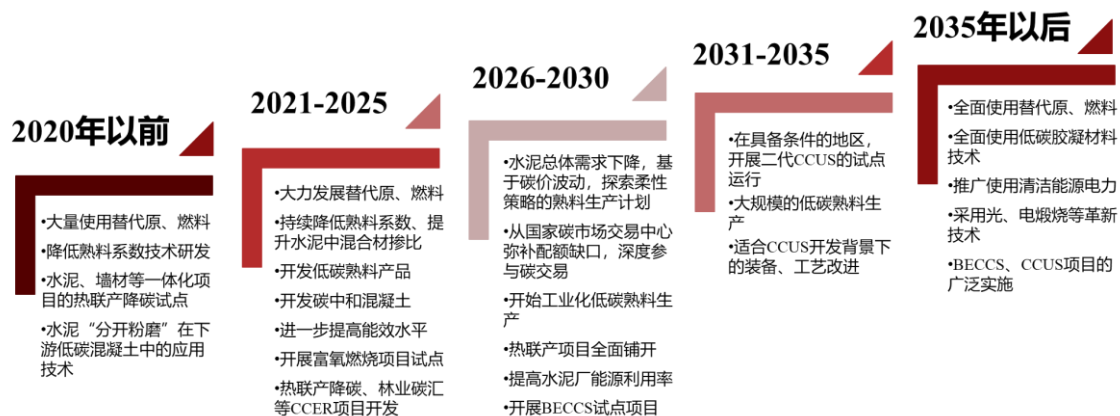 2020年以前
•大量使用替代原、燃料
•降低熟料系数技术研发
•水泥、墙材等一体化项
目的热联产降碳试点
•水泥“分开粉磨”在下
游低碳混凝土中的应用
技术
2021-2025
•大力发展替代原、燃料
•持续降低熟料系数、提
升水泥中混合材掺比
•开发低碳熟料产品
•开发碳中和混凝土
•进一步提高能效水平
•开展富氧燃烧项目试点
•热联产降碳、林业碳汇
等CCER项目开发
2026-2030
•水泥总体需求下降，基
于碳价波动，探索柔性
策略的熟料生产计划
•从国家碳市场交易中心
弥补配额缺口，深度参
与碳交易
•开始工业化低碳熟料生
产
•热联产项目全面铺开
•提高水泥厂能源利用率
•开展BECCS试点项目
2031-2035
•在具备条件的地区，
开展二代CCUS的试点
运行
•大规模的低碳熟料生
产
•适合CCUS开发背景下
的装备、工艺改进
2035年以后
•全面使用替代原、燃料
•全面使用低碳胶凝材料
技术
•推广使用清洁能源电力
•采用光、电煅烧等革新
技术
•BECCS、CCUS项目的
广泛实施